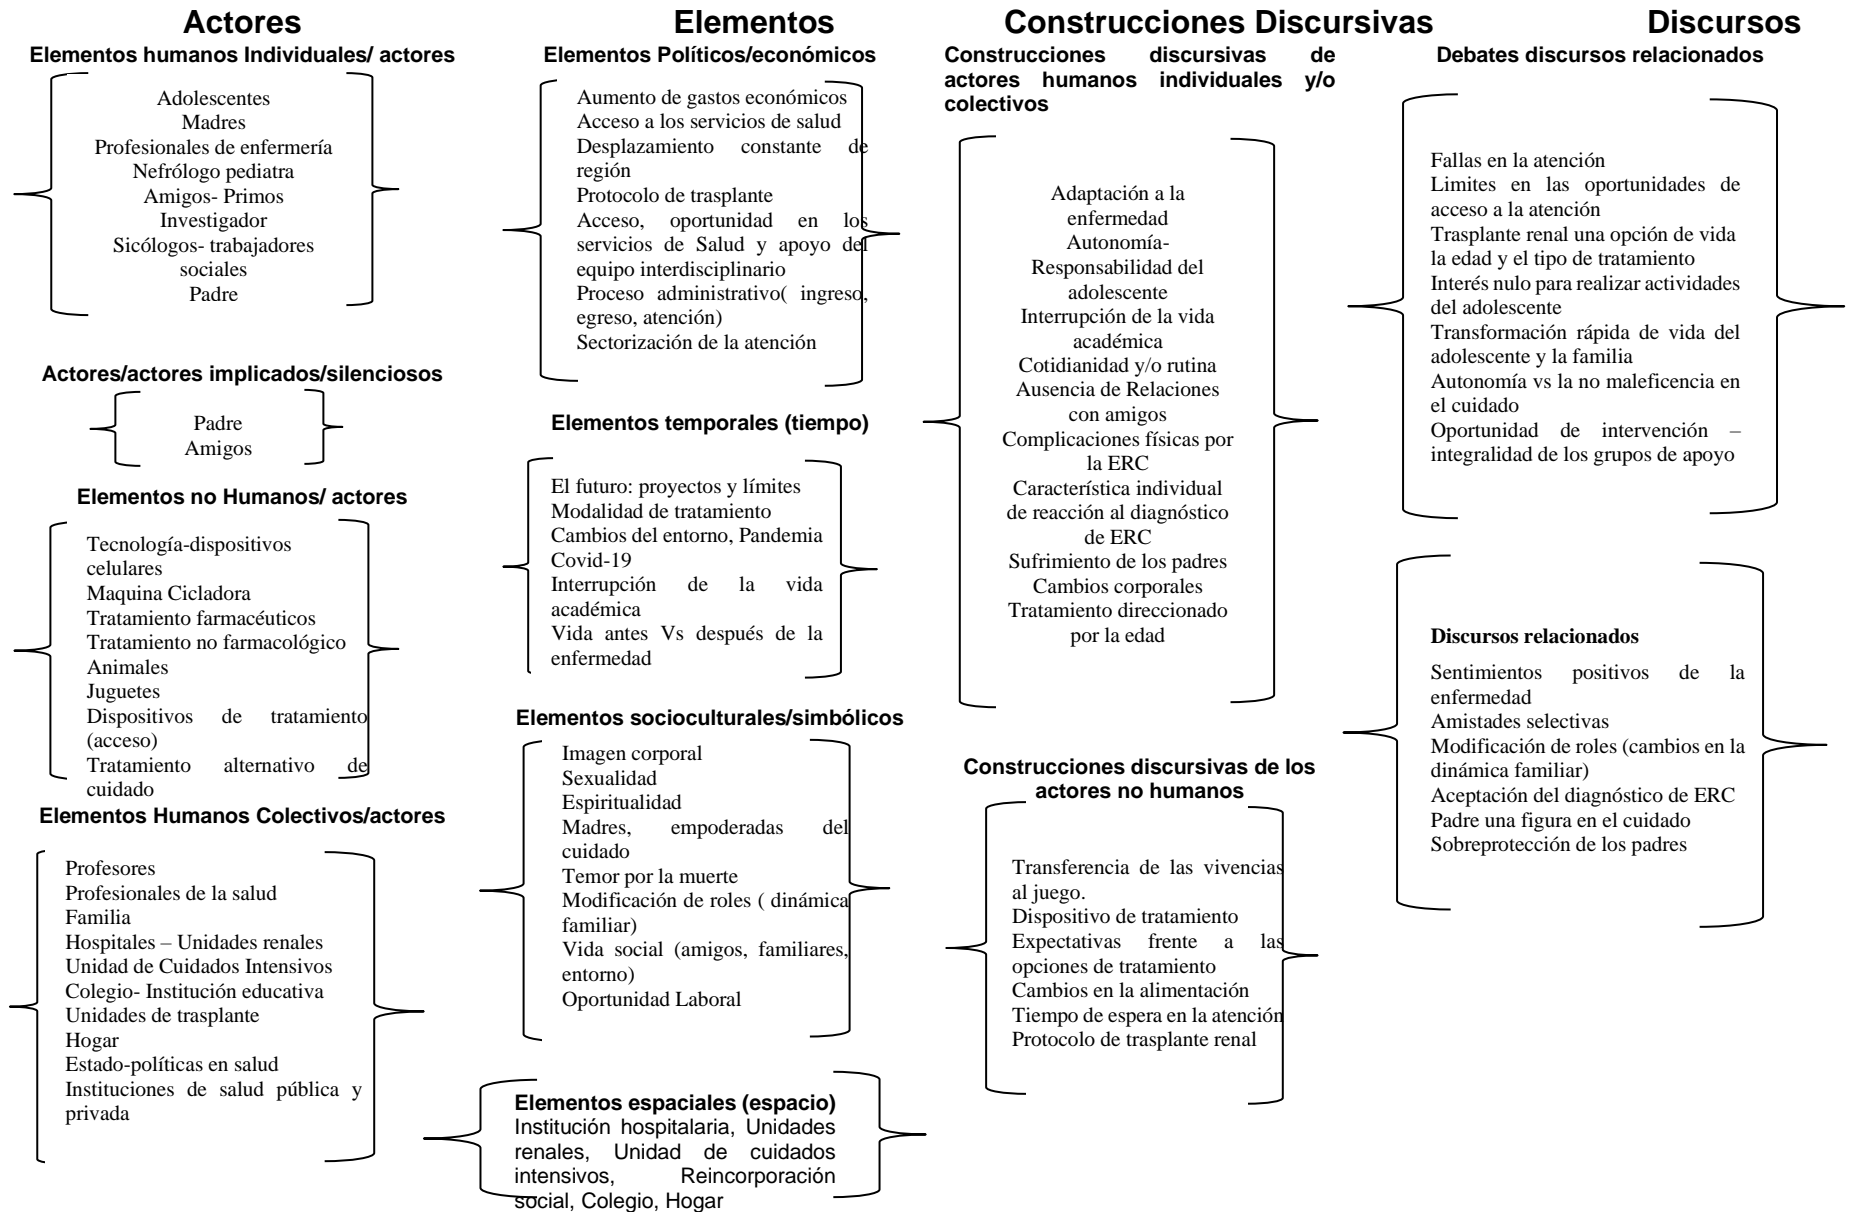 Actores
Elementos humanos Individuales/ actores
Adolescentes
Madres
Profesionales de enfermería
Nefrólogo pediatra
Amigos- Primos
Investigador
Sicólogos- trabajadores
sociales
Padre
Actores/actores implicados/silenciosos
Padre
Amigos
Elementos no Humanos/ actores
Tecnología-dispositivos
celulares
Maquina Cicladora
Tratamiento farmacéuticos
Tratamiento no farmacológico
Animales
Juguetes
Dispositivos de tratamiento
(acceso)
Tratamiento alternativo de
cuidado
Elementos Humanos Colectivos/actores
Profesores
Profesionales de la salud
Familia
Hospitales – Unidades renales
Unidad de Cuidados Intensivos
Colegio- Institución educativa
Unidades de trasplante
Hogar
Estado-políticas en salud
Instituciones de salud pública y
privada
Elementos
Elementos Políticos/económicos
Aumento de gastos económicos
Acceso a los servicios de salud
Desplazamiento constante de
región
Protocolo de trasplante
Acceso, oportunidad en los
servicios de Salud y apoyo del
equipo interdisciplinario
Proceso administrativo( ingreso,
egreso, atención)
Sectorización de la atención
Elementos temporales (tiempo)
El futuro: proyectos y límites
Modalidad de tratamiento
Cambios del entorno, Pandemia
Covid-19
Interrupción de la vida
académica
Vida antes Vs después de la
enfermedad
Elementos socioculturales/simbólicos
Imagen corporal
Sexualidad
Espiritualidad
Madres, empoderadas del
cuidado
Temor por la muerte
Modificación de roles ( dinámica
familiar)
Vida social (amigos, familiares,
entorno)
Oportunidad Laboral
Elementos espaciales (espacio)
Institución hospitalaria, Unidades
renales, Unidad de cuidados
intensivos, Reincorporación
social, Colegio, Hogar
Construcciones Discursivas
Construcciones discursivas de
actores humanos individuales y/o
colectivos
Adaptación a la
enfermedad
Autonomía-
Responsabilidad del
adolescente
Interrupción de la vida
académica
Cotidianidad y/o rutina
Ausencia de Relaciones
con amigos
Complicaciones físicas por
la ERC
Característica individual
de reacción al diagnóstico
de ERC
Sufrimiento de los padres
Cambios corporales
Tratamiento direccionado
por la edad
Construcciones discursivas de los
actores no humanos
Transferencia de las vivencias
al juego.
Dispositivo de tratamiento
Expectativas frente a las
opciones de tratamiento
Cambios en la alimentación
Tiempo de espera en la atención
Protocolo de trasplante renal
Discursos
Debates discursos relacionados
Fallas en la atención
Limites en las oportunidades de
acceso a la atención
Trasplante renal una opción de vida
la edad y el tipo de tratamiento
Interés nulo para realizar actividades
del adolescente
Transformación rápida de vida del
adolescente y la familia
Autonomía vs la no maleficencia en
el cuidado
Oportunidad de intervención –
integralidad de los grupos de apoyo
Discursos relacionados
Sentimientos positivos de la
enfermedad
Amistades selectivas
Modificación de roles (cambios en la
dinámica familiar)
Aceptación del diagnóstico de ERC
Padre una figura en el cuidado
Sobreprotección de los padres